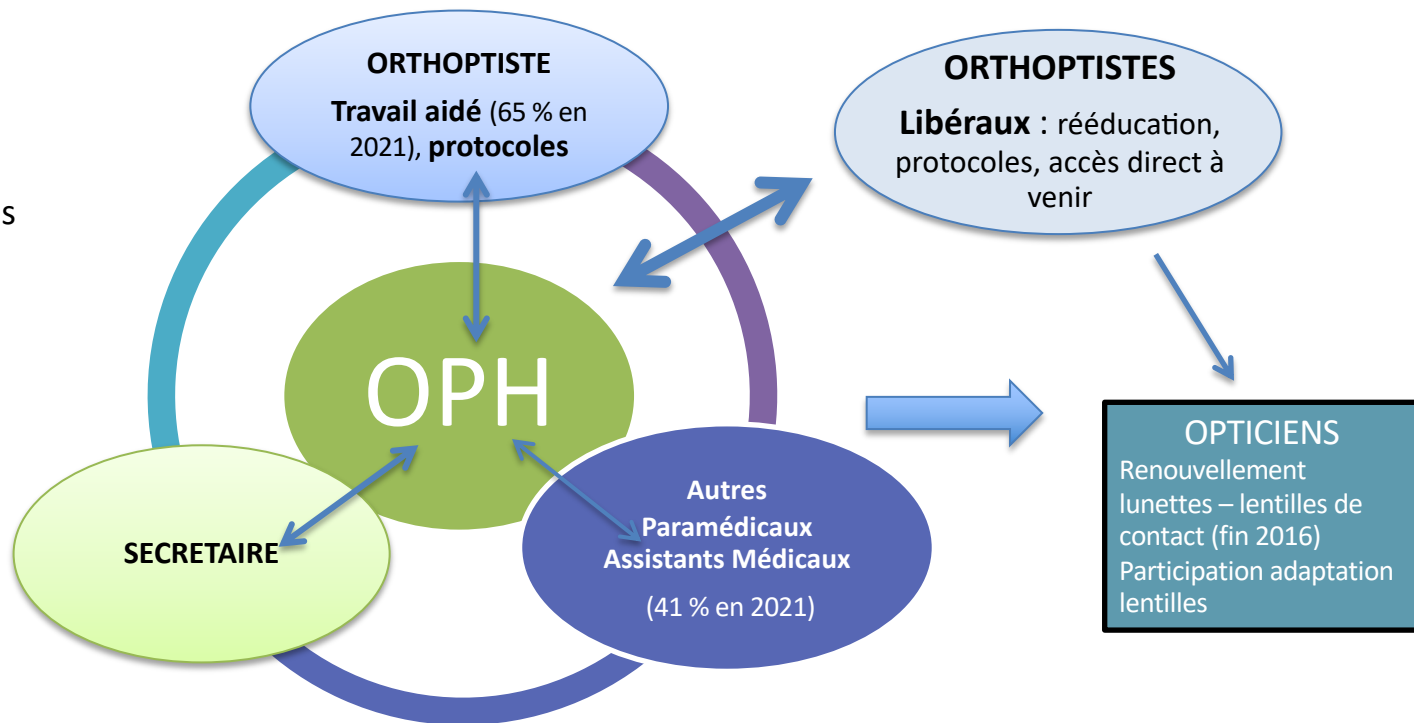 ORTHOPTISTE
Travail aidé (65 % en
2021), protocoles
ORTHOPTISTES
Libéraux : rééducation,
protocoles, accès direct à
venir
s
OPH
SECRETAIRE
Autres
Paramédicaux
Assistants Médicaux
(41 % en 2021)
OPTICIENS
Renouvellement
lunettes – lentilles de
contact (fin 2016)
Participation adaptation
lentilles